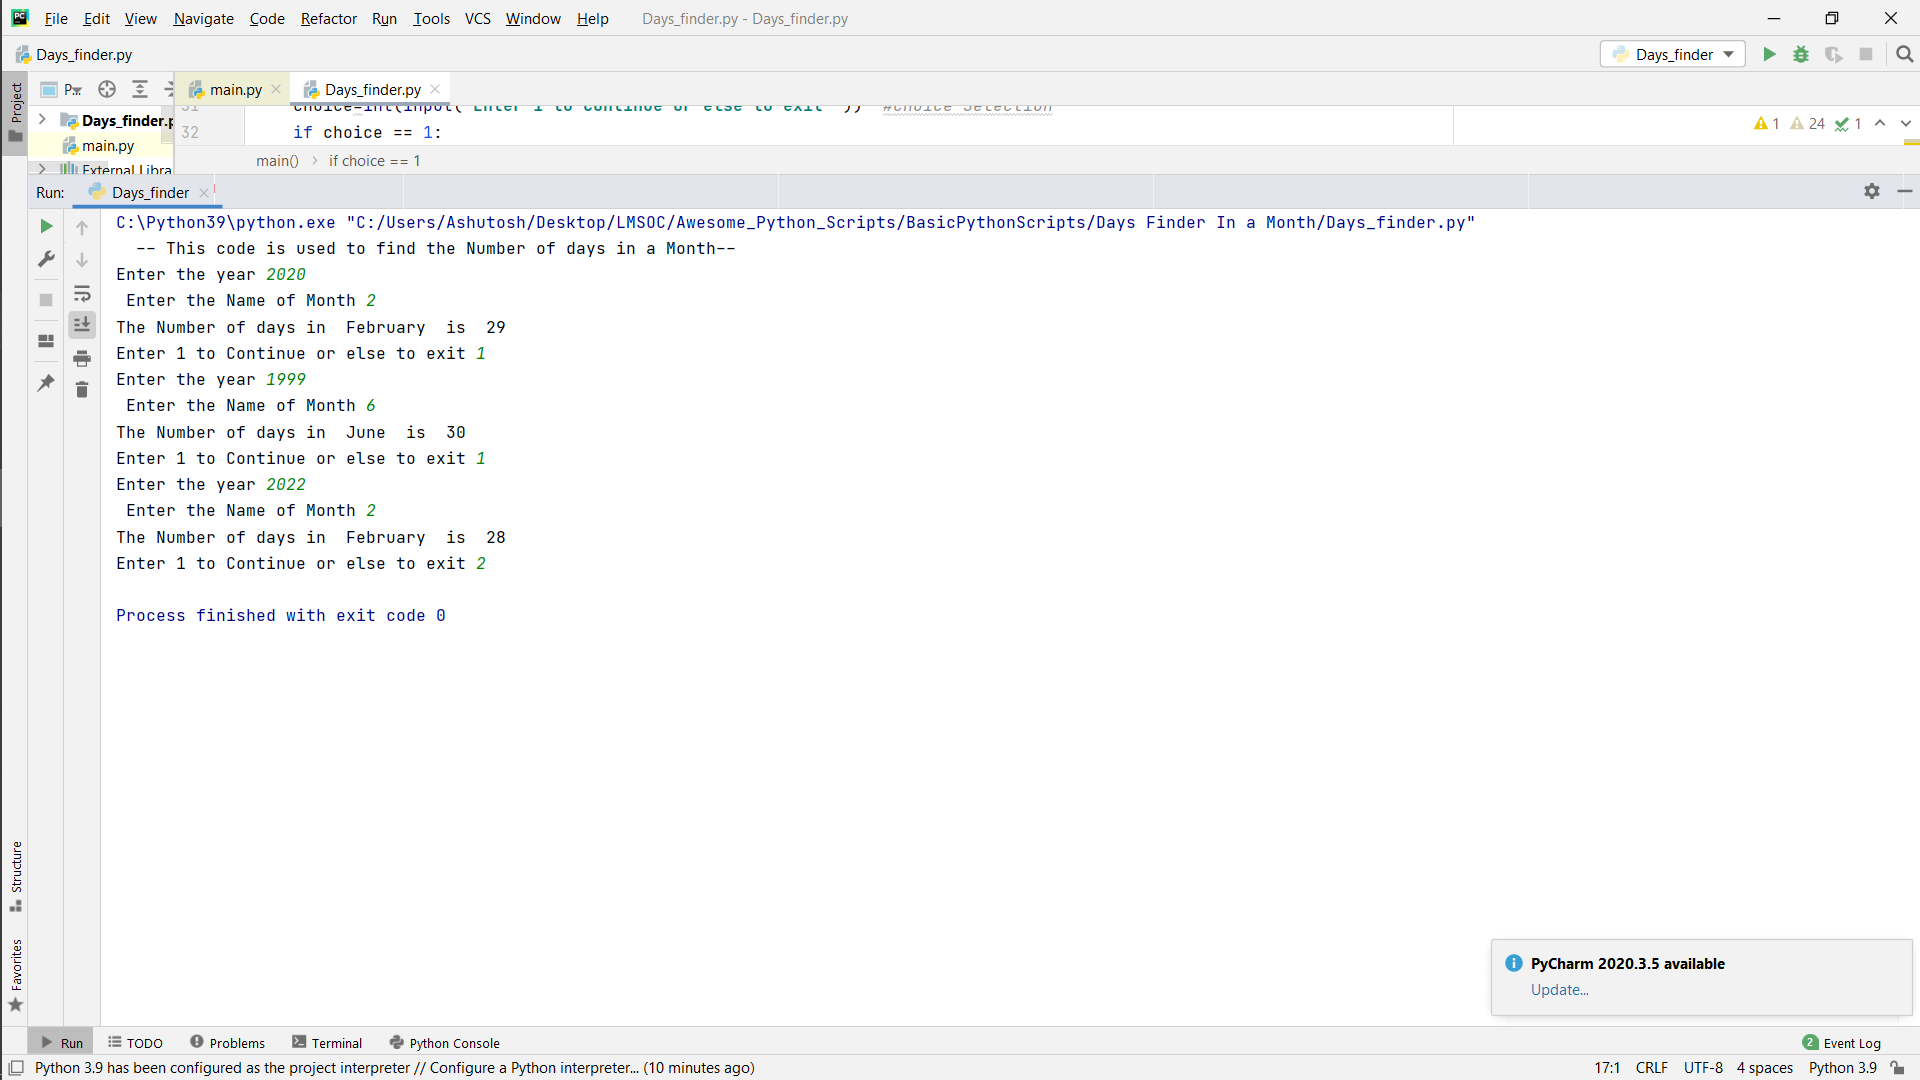 File Edit View Navigate Code Refactor Run Tools VCS Window Help Days_finder.py - Days_finder.py
Days_finder.py
Days_finder
Project
P...
main.py
Days_finder.py
Days_finder.p
main.py
External Libra
31 choice=int(input("Enter 1 to Continue or else to exit ")) #Choice Selection
32 if choice == 1:
1 24 1
main() > if choice == 1
Run: Days_finder
C:\Python39\python.exe "C:/Users/Ashutosh/Desktop/LMSOC/Awesome_Python_Scripts/BasicPythonScripts/Days Finder In a Month/Days_finder.py"
-- This code is used to find the Number of days in a Month--
Enter the year 2020
Enter the Name of Month 2
The Number of days in  February  is  29
Enter 1 to Continue or else to exit 1
Enter the year 1999
Enter the Name of Month 6
The Number of days in  June  is  30
Enter 1 to Continue or else to exit 1
Enter the year 2022
Enter the Name of Month 2
The Number of days in  February  is  28
Enter 1 to Continue or else to exit 2
Process finished with exit code 0
Structure
Favorites
PyCharm 2020.3.5 available
Update...
Run TODO Problems Terminal Python Console 2 Event Log
Python 3.9 has been configured as the project interpreter // Configure a Python interpreter... (10 minutes ago) 17:1 CRLF UTF-8 4 spaces Python 3.9